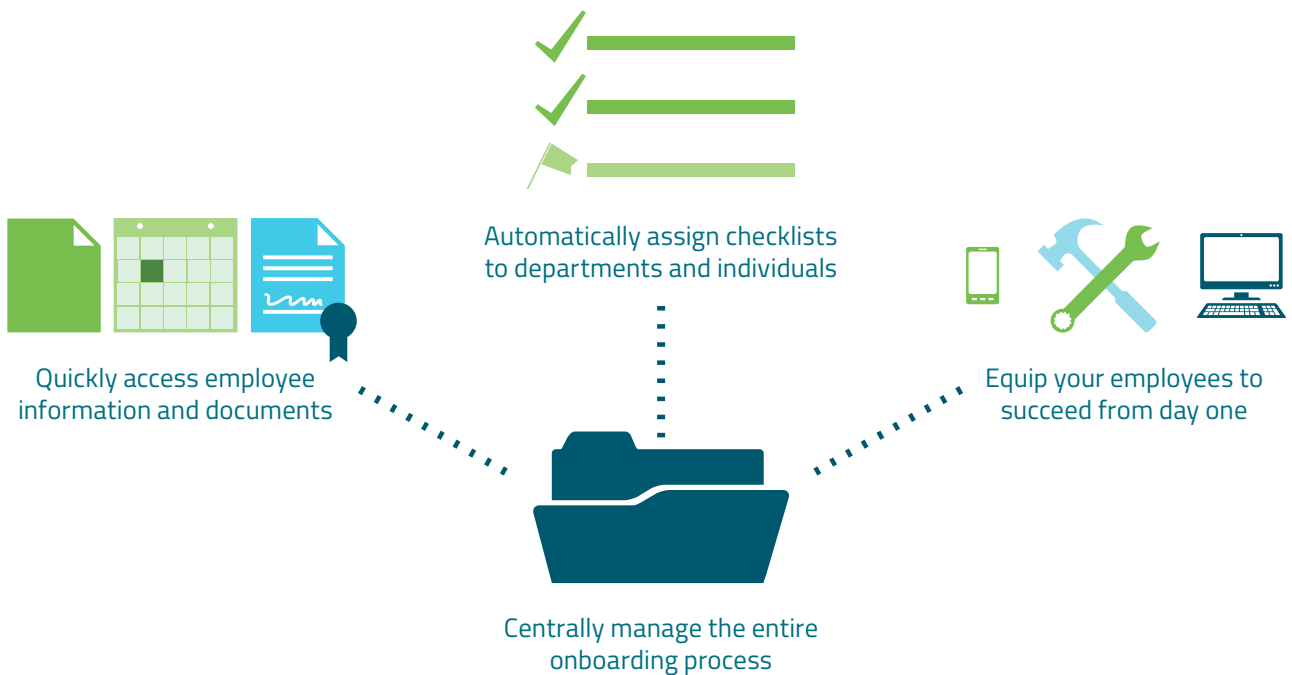 Automatically assign checklists
to departments and individuals
Quickly access employee
information and documents
Equip your employees to
succeed from day one
Centrally manage the entire
onboarding process